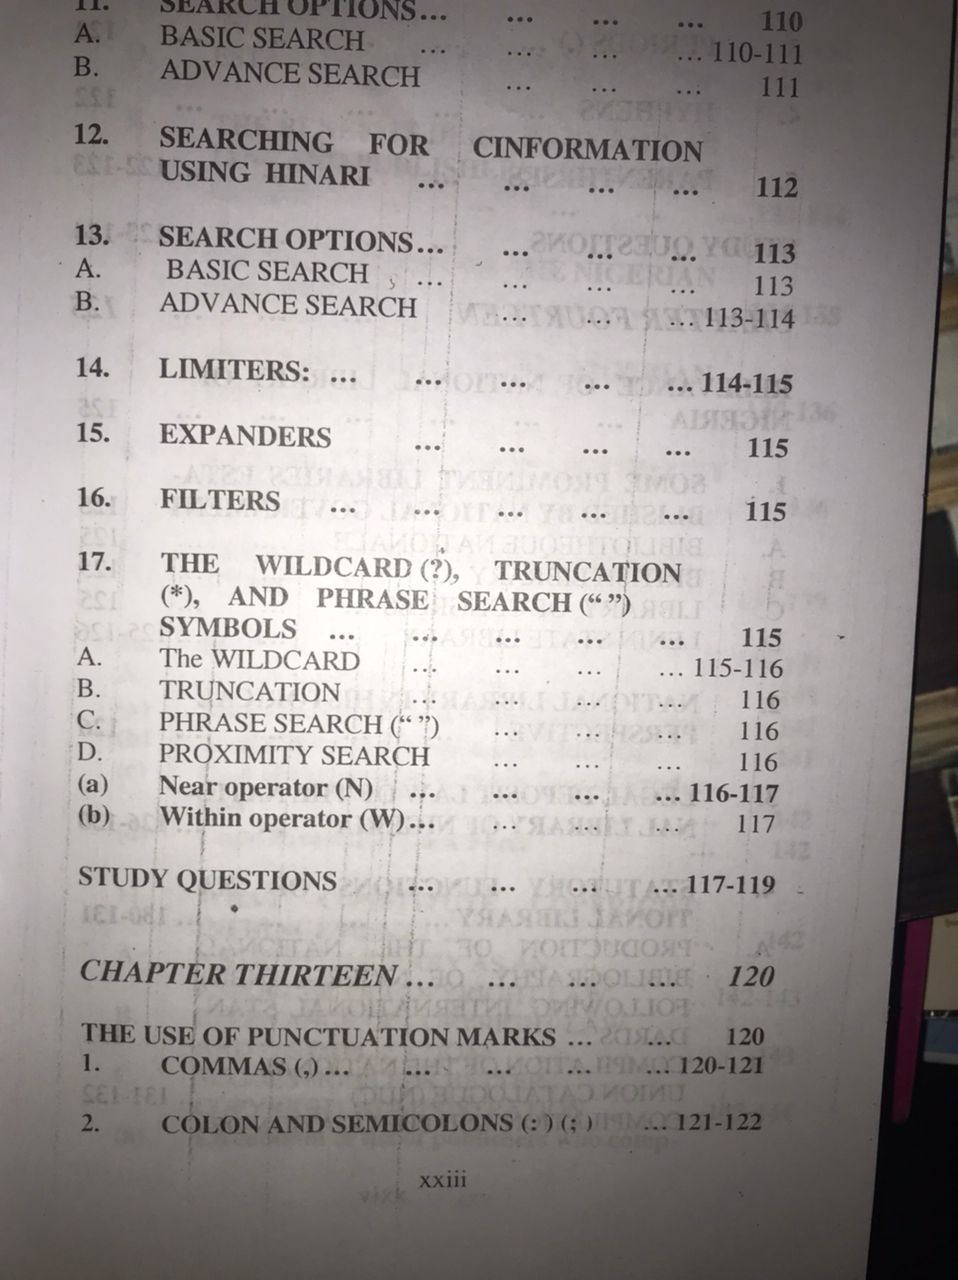 11. SEARCH OPTIONS... ... ... ... 110
A. BASIC SEARCH ... ... ... ... 110-111
B. ADVANCE SEARCH ... ... ... 111
12. SEARCHING FOR CINFORMATION
USING HINARI ... ... ... ... 112
13. SEARCH OPTIONS... ... ... ... 113
A. BASIC SEARCH ... ... ... ... 113
B. ADVANCE SEARCH ... ... ... 113-114
14. LIMITERS: ... ... ... ... ... 114-115
15. EXPANDERS ... ... ... ... 115
16. FILTERS ... ... ... ... ... 115
17. THE WILDCARD (?), TRUNCATION
(*), AND PHRASE SEARCH (“ ”)
SYMBOLS ... ... ... ... ... 115
A. The WILDCARD ... ... ... ... 115-116
B. TRUNCATION ... ... ... ... 116
C. PHRASE SEARCH (“ ”) ... ... ... 116
D. PROXIMITY SEARCH ... ... ... 116
(a) Near operator (N) ... ... ... ... 116-117
(b) Within operator (W)... ... ... ... 117
STUDY QUESTIONS ... ... ... ... 117-119
CHAPTER THIRTEEN ... ... ... ... 120
THE USE OF PUNCTUATION MARKS ... ... 120
1. COMMAS (,) ... ... ... ... ... 120-121
2. COLON AND SEMICOLONS (: ) (; ) ... 121-122
xxiii